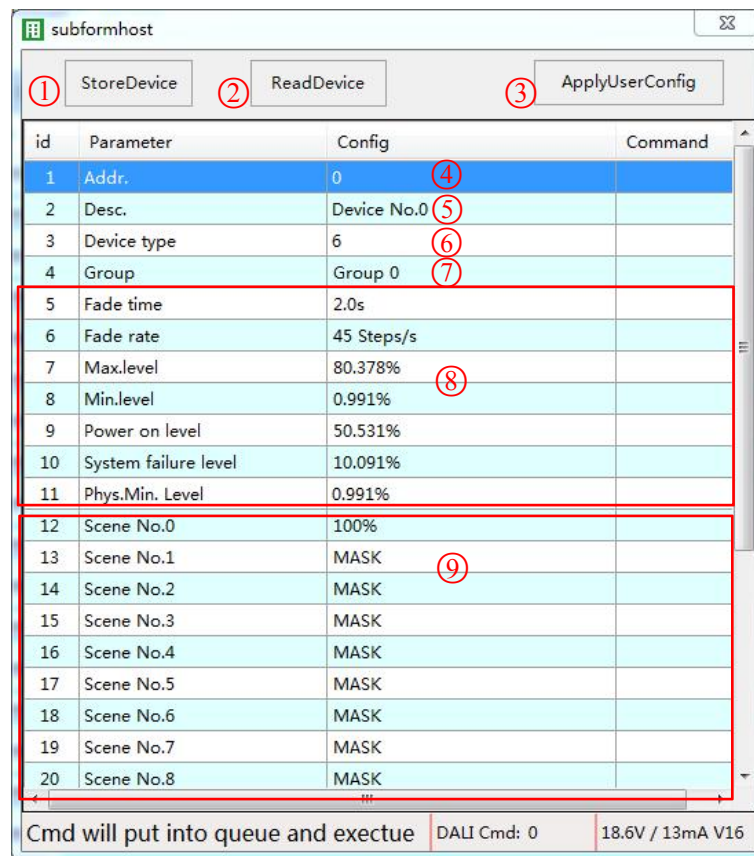 subformhost
① StoreDevice ② ReadDevice ③ ApplyUserConfig
id Parameter Config Command
1 Addr. 0 ④
2 Desc. Device No.0 ⑤
3 Device type 6 ⑥
4 Group Group 0 ⑦
5 Fade time 2.0s
6 Fade rate 45 Steps/s
7 Max.level 80.378% ⑧
8 Min.level 0.991%
9 Power on level 50.531%
10 System failure level 10.091%
11 Phys.Min. Level 0.991%
12 Scene No.0 100%
13 Scene No.1 MASK ⑨
14 Scene No.2 MASK
15 Scene No.3 MASK
16 Scene No.4 MASK
17 Scene No.5 MASK
18 Scene No.6 MASK
19 Scene No.7 MASK
20 Scene No.8 MASK
Cmd will put into queue and exectue DALI Cmd: 0 18.6V / 13mA V16